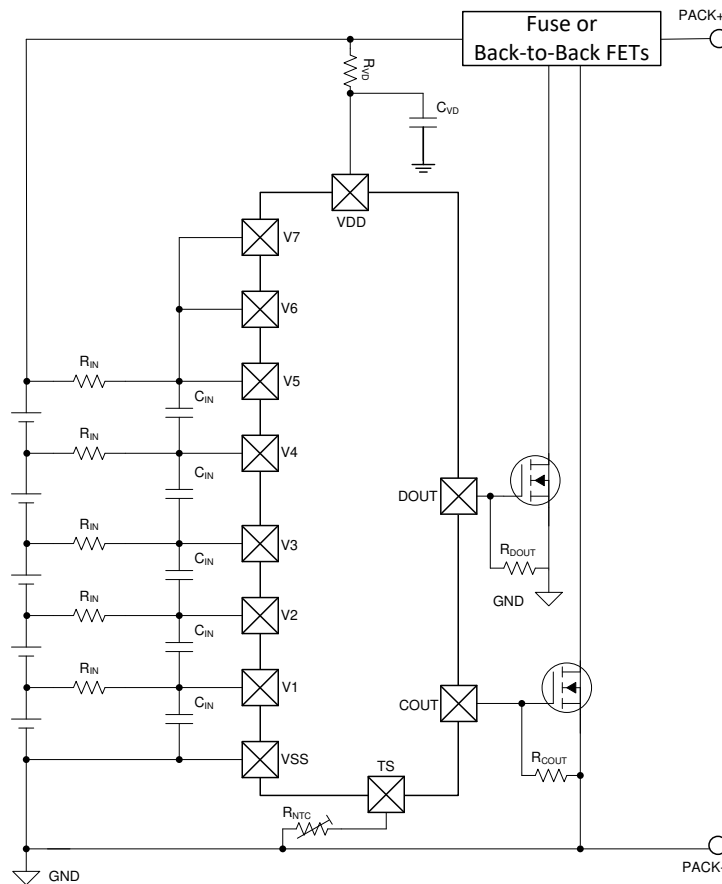 Fuse or
Back-to-Back FETs
PACK+
RVD
CVD
VDD
V7
V6
RIN
V5
CIN
RIN
V4
CIN
DOUT
RIN
V3
RDOUT
CIN
GND
RIN
V2
CIN
RIN
V1
COUT
CIN
VSS
TS
RCOUT
RNTC
GND
PACK-